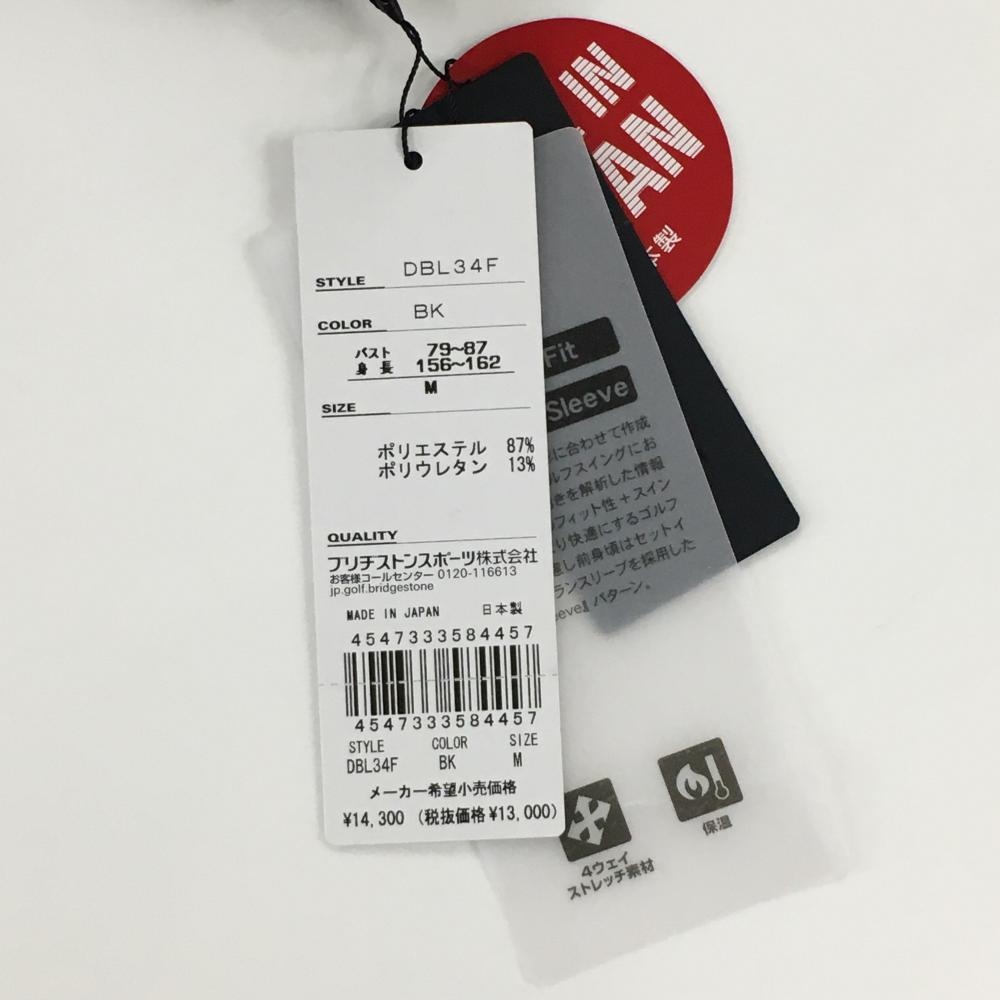 STYLE DBL34F
COLOR BK
バスト 79~87
身長 156~162
M
SIZE
ポリエステル 87%
ポリウレタン 13%
QUALITY
ブリヂストンスポーツ株式会社
お客様コールセンター 0120-116613
jp.golf.bridgestone
MADE IN JAPAN 日本製
4547333584457
4547333584457
STYLE COLOR SIZE
DBL34F BK M
メーカー希望小売価格
¥14,300 (税抜価格¥13,000)
IN
AN
製
Fit
Sleeve
に合わせて作成
ルフスイングにお
きを解析した情報
フィット性+スイン
り快適にするゴルフ
し前身頃はセットイ
ランスリーブを採用した
eve』パターン。
4ウェイ
ストレッチ素材
保温